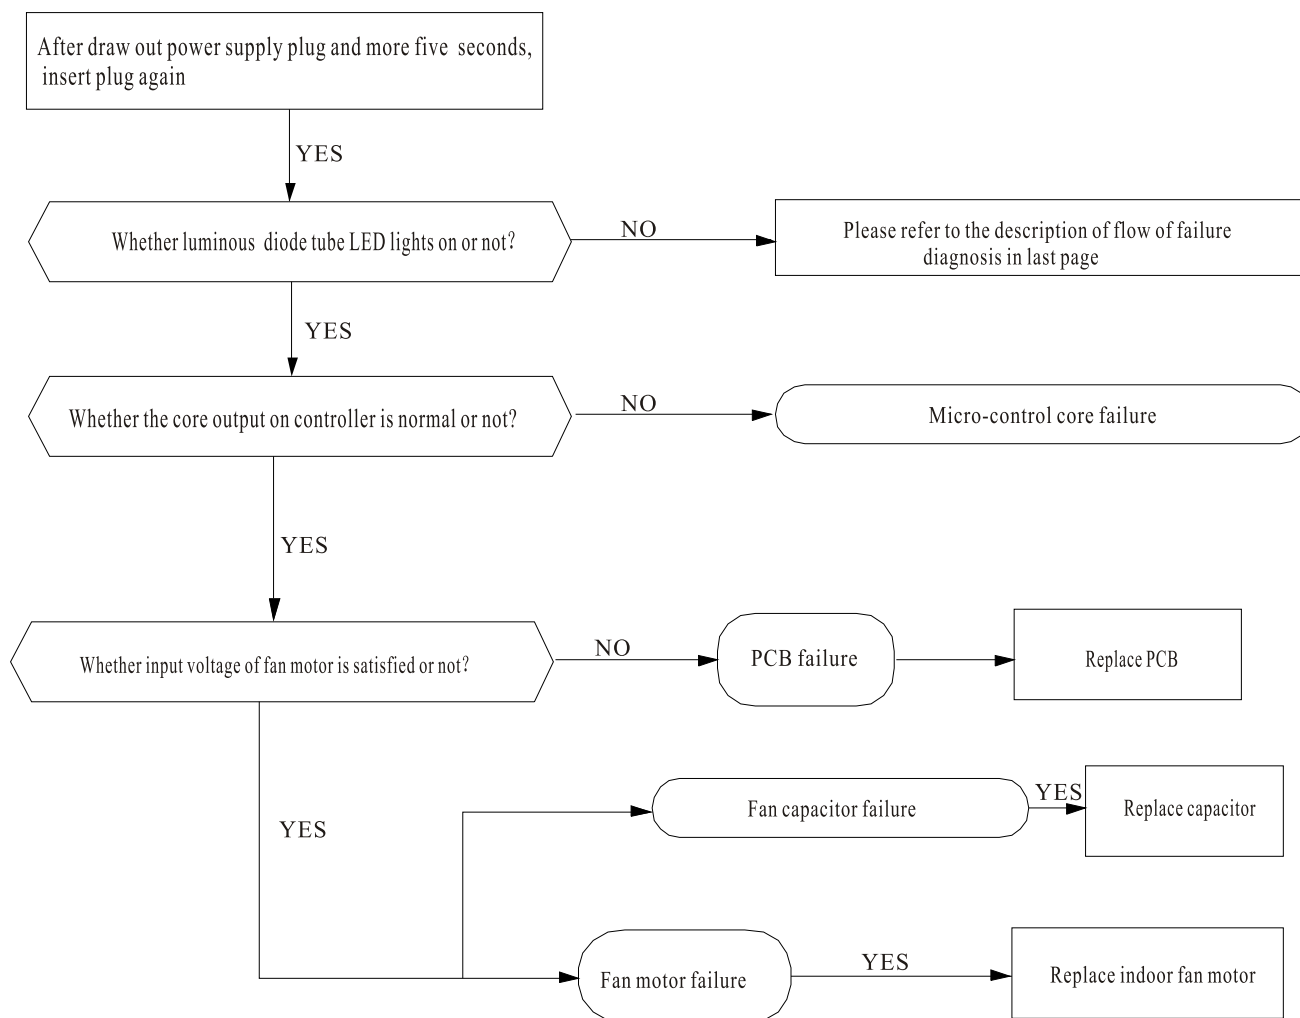 After draw out power supply plug and more five seconds,
insert plug again
YES
Whether luminous diode tube LED lights on or not?
NO
Please refer to the description of flow of failure
diagnosis in last page
YES
Whether the core output on controller is normal or not?
NO
Micro-control core failure
YES
Whether input voltage of fan motor is satisfied or not?
NO
PCB failure
Replace PCB
YES
Fan capacitor failure
YES
Replace capacitor
Fan motor failure
YES
Replace indoor fan motor